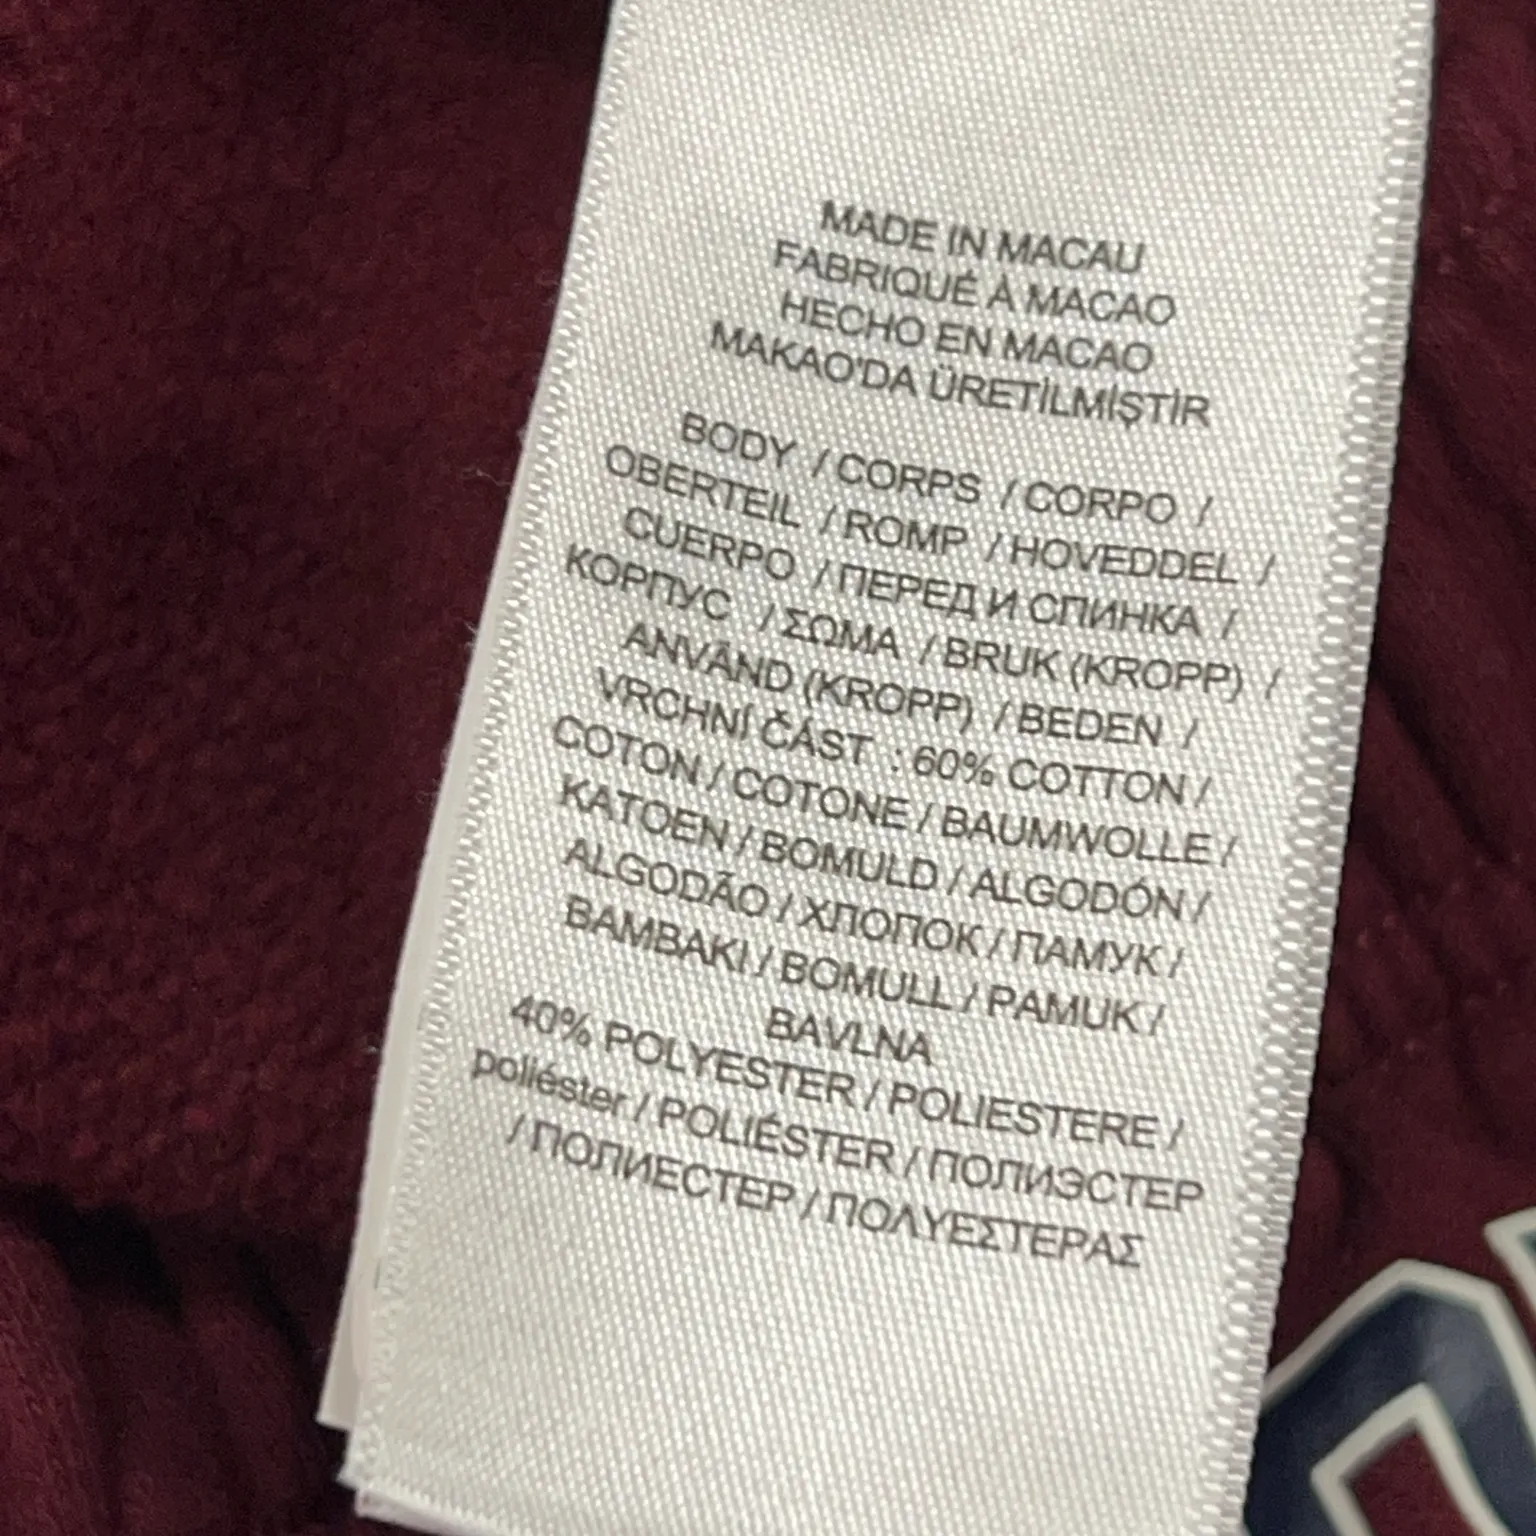 MADE IN MACAU
FABRIQUÉ À MACAO
HECHO EN MACAO
MAKAO'DA ÜRETİLMİŞTİR
BODY / CORPS / CORPO /
OBERTEIL / ROMP / HOVEDDEL /
CUERPO / ПЕРЕД И СПИНКА /
КОРПУС / ΣΩΜΑ / BRUK (KROPP) /
ANVÄND (KROPP) / BEDEN /
VRCHNÍ ČÁST : 60% COTTON /
COTON / COTONE / BAUMWOLLE /
KATOEN / BOMULD / ALGODÓN /
ALGODÃO / ХЛОПОК / ПАМУК /
BAMBAKI / BOMULL / PAMUK /
BAVLNA
40% POLYESTER / POLIESTERE /
poliéster / POLIÉSTER / ПОЛИЭСТЕР
/ ПОЛИЕСТЕР / ΠΟΛΥΕΣΤΕΡΑΣ